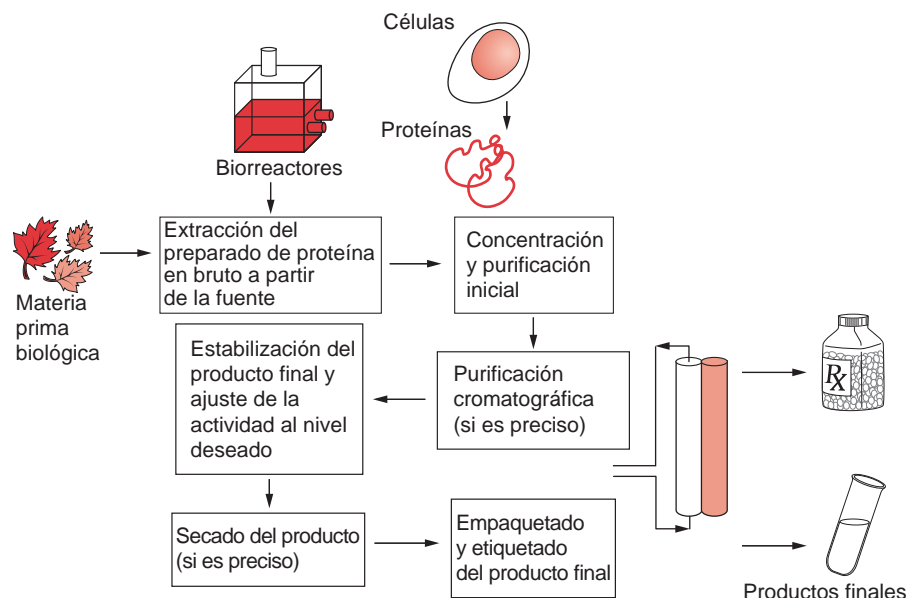 Células
Proteínas
Biorreactores
Materia
prima
biológica
Extracción del
preparado de proteína
en bruto a partir
de la fuente
Concentración
y purificación
inicial
Purificación
cromatográfica
(si es preciso)
Estabilización del
producto final y
ajuste de la
actividad al nivel
deseado
Secado del producto
(si es preciso)
Empaquetado
y etiquetado
del producto final
Rx
Productos finales